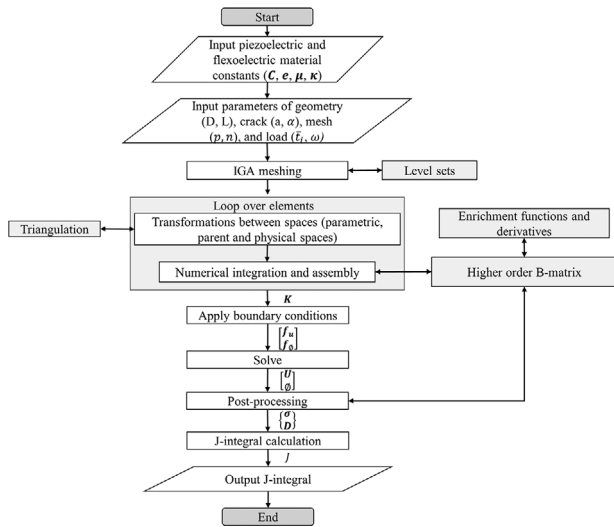 Start
Input piezoelectric and
flexoelectric material
constants (C, e, μ, κ)
Input parameters of geometry
(D, L), crack (a, α), mesh
(p, n), and load (t̄ᵢ, ω)
IGA meshing
Level sets
Loop over elements
Transformations between spaces (parametric,
parent and physical spaces)
Triangulation
Numerical integration and assembly
Enrichment functions and
derivatives
Higher order B-matrix
K
Apply boundary conditions
[f_u
f_∅]
Solve
[U
∅]
Post-processing
{σ
D}
J-integral calculation
J
Output J-integral
End